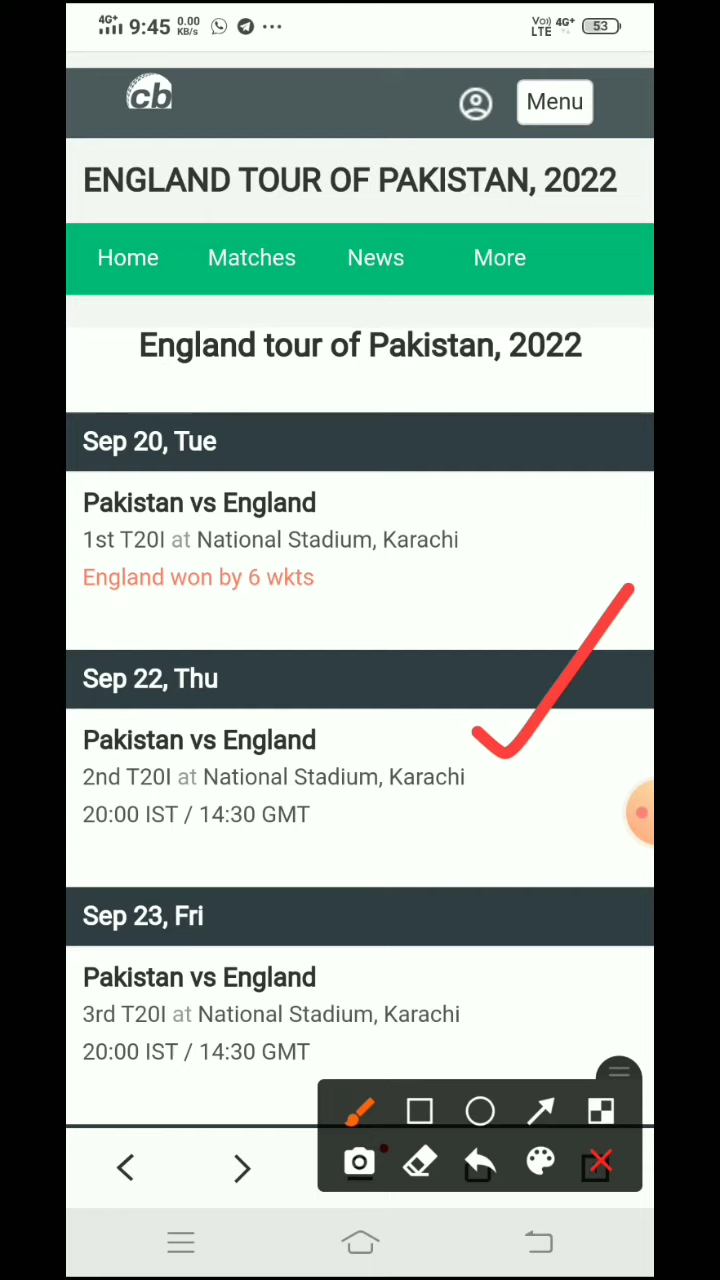 4G+ 9:45 0.00 KB/s ... Vo) LTE 4G+ 53
cb Menu
ENGLAND TOUR OF PAKISTAN, 2022
Home Matches News More
England tour of Pakistan, 2022
Sep 20, Tue
Pakistan vs England
1st T20I at National Stadium, Karachi
England won by 6 wkts
Sep 22, Thu
Pakistan vs England
2nd T20I at National Stadium, Karachi
20:00 IST / 14:30 GMT
Sep 23, Fri
Pakistan vs England
3rd T20I at National Stadium, Karachi
20:00 IST / 14:30 GMT